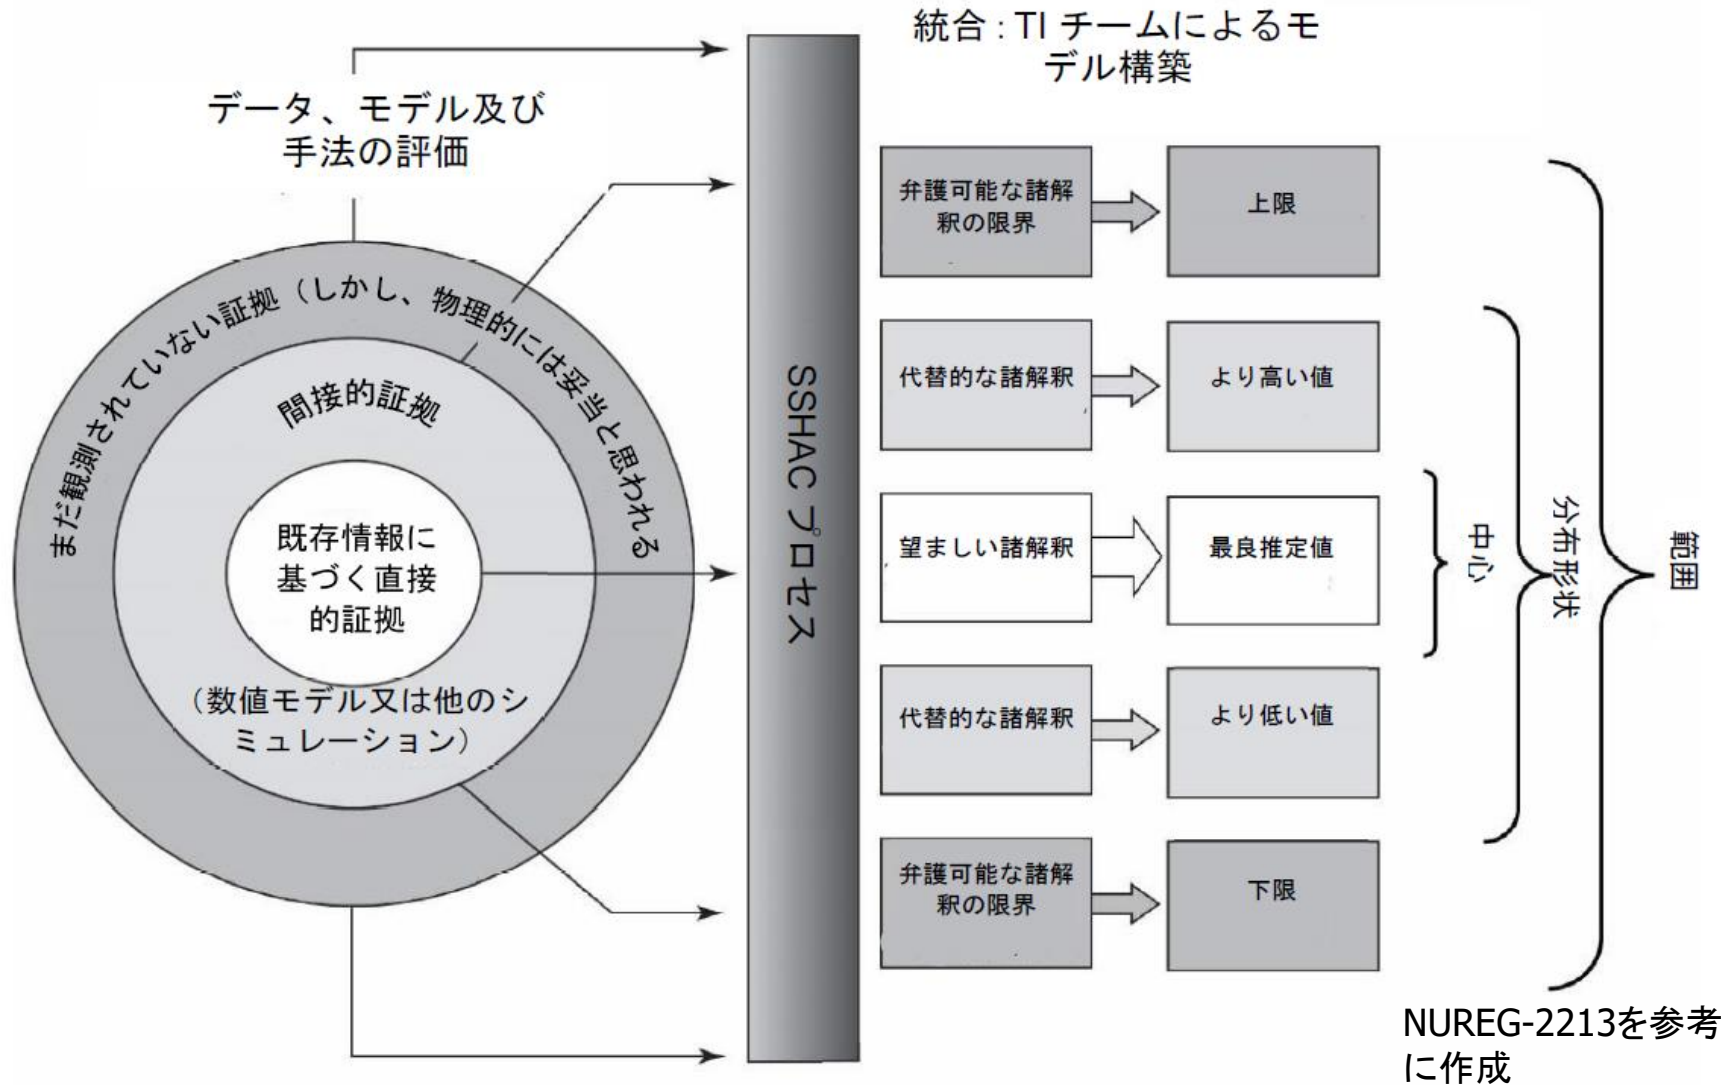 データ、モデル及び
手法の評価
まだ観測されていない証拠（しかし、物理的には妥当と思われる
間接的証拠
既存情報に
基づく直接
的証拠
（数値モデル又は他のシ
ミュレーション）
SSHAC プロセス
統合 : TI チームによるモ
デル構築
弁護可能な諸解
釈の限界
上限
代替的な諸解釈
より高い値
望ましい諸解釈
最良推定値
代替的な諸解釈
より低い値
弁護可能な諸解
釈の限界
下限
中心
分布形状
範囲
NUREG-2213を参考
に作成